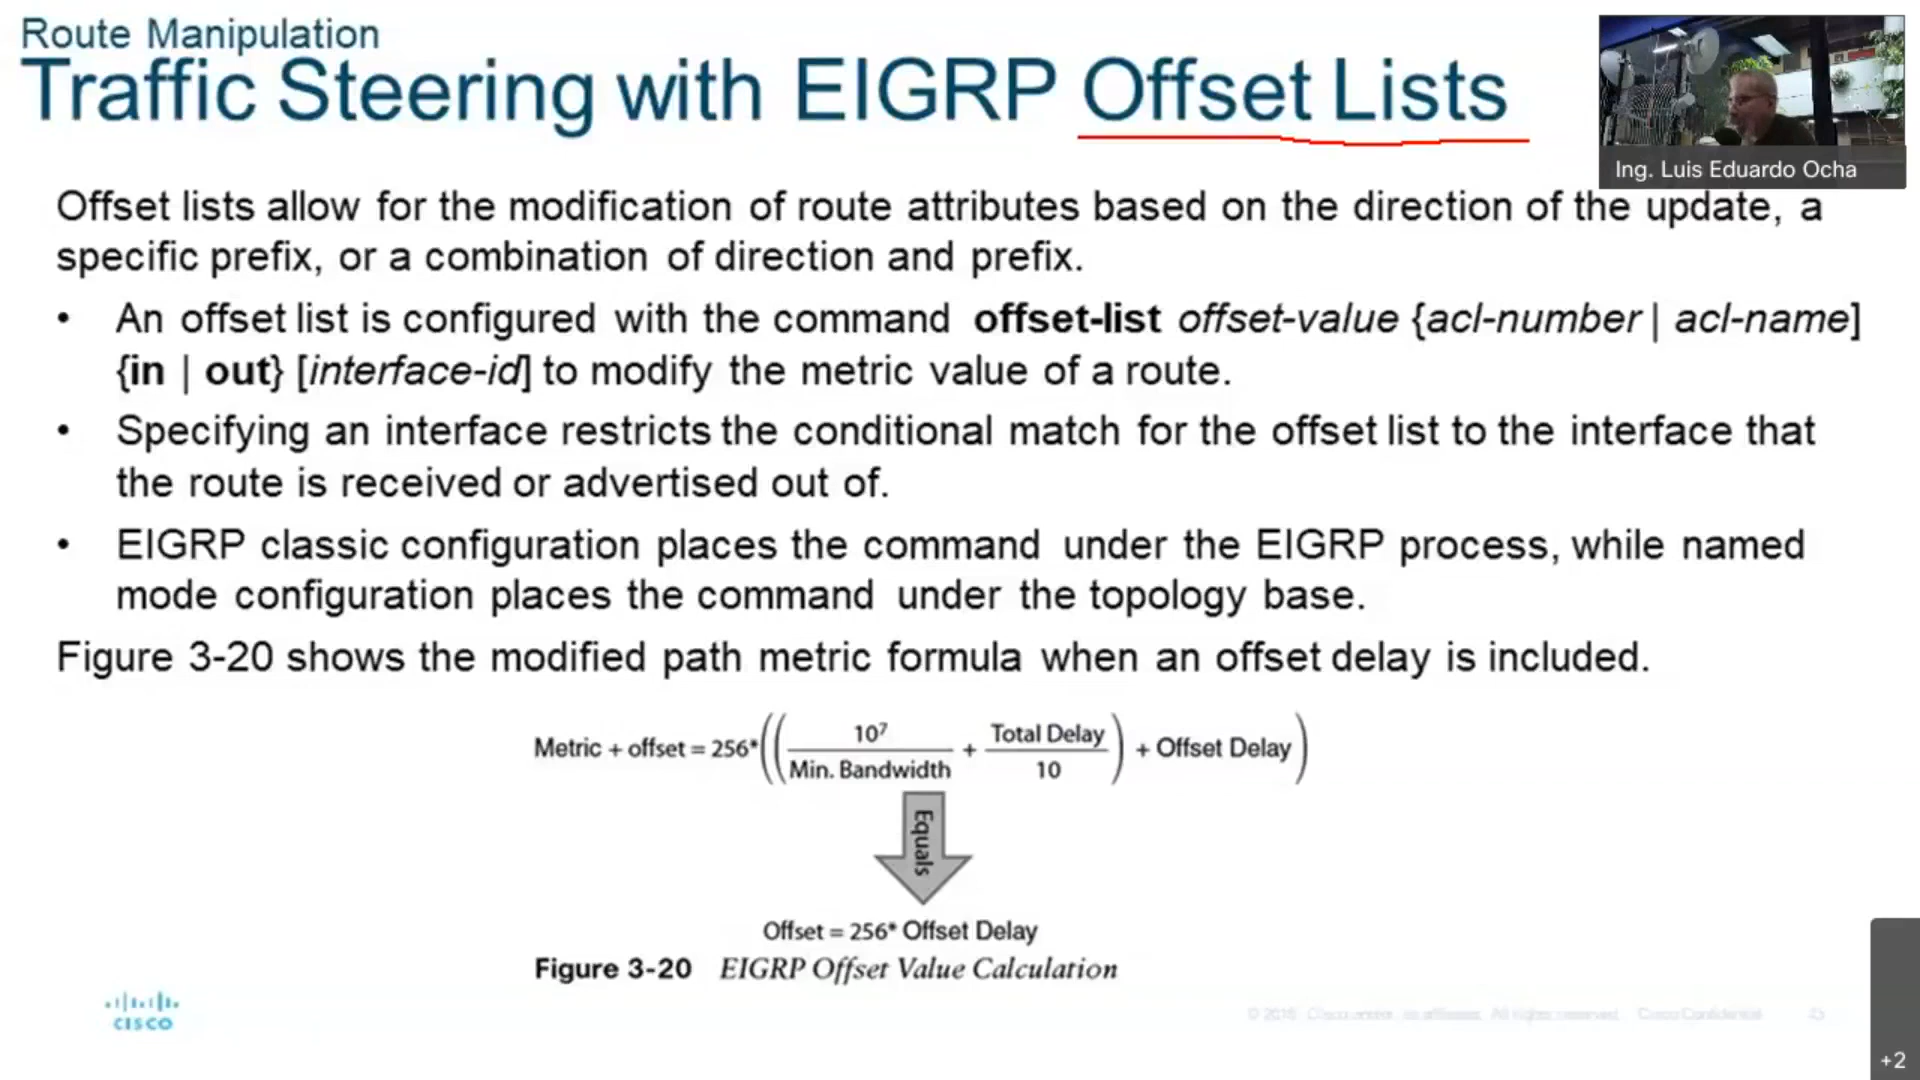 Route Manipulation
Traffic Steering with EIGRP Offset Lists
Ing. Luis Eduardo Ocha
Offset lists allow for the modification of route attributes based on the direction of the update, a
specific prefix, or a combination of direction and prefix.
• An offset list is configured with the command offset-list offset-value {acl-number | acl-name]
{in | out} [interface-id] to modify the metric value of a route.
• Specifying an interface restricts the conditional match for the offset list to the interface that
the route is received or advertised out of.
• EIGRP classic configuration places the command under the EIGRP process, while named
mode configuration places the command under the topology base.
Figure 3-20 shows the modified path metric formula when an offset delay is included.
Metric + offset = 256*((10⁷/Min. Bandwidth + Total Delay/10) + Offset Delay)
Equals
Offset = 256* Offset Delay
Figure 3-20 EIGRP Offset Value Calculation
CISCO
Cisco Confidential
+2